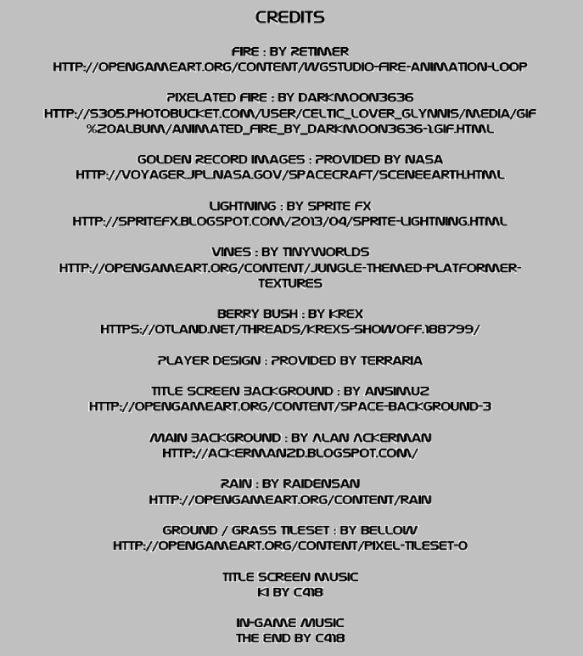 CREDITS
FIRE : BY RETIMER
HTTP://OPENGAMEART.ORG/CONTENT/WGSTUDIO-FIRE-ANIMATION-LOOP
PIXELATED FIRE : BY DARKMOON3636
HTTP://S305.PHOTOBUCKET.COM/USER/CELTIC_LOVER_GLYNNIS/MEDIA/GIF
%20ALBUM/ANIMATED_FIRE_BY_DARKMOON3636-1.GIF.HTML
GOLDEN RECORD IMAGES : PROVIDED BY NASA
HTTP://VOYAGER.JPL.NASA.GOV/SPACECRAFT/SCENEEARTH.HTML
LIGHTNING : BY SPRITE FX
HTTP://SPRITEFX.BLOGSPOT.COM/2013/04/SPRITE-LIGHTNING.HTML
VINES : BY TINYWORLDS
HTTP://OPENGAMEART.ORG/CONTENT/JUNGLE-THEMED-PLATFORMER-
TEXTURES
BERRY BUSH : BY KREX
HTTPS://OTLAND.NET/THREADS/KREXS-SHOWOFF.188799/
PLAYER DESIGN : PROVIDED BY TERRARIA
TITLE SCREEN BACKGROUND : BY ANSIMUZ
HTTP://OPENGAMEART.ORG/CONTENT/SPACE-BACKGROUND-3
MAIN BACKGROUND : BY ALAN ACKERMAN
HTTP://ACKERMAN2D.BLOGSPOT.COM/
RAIN : BY RAIDENSAN
HTTP://OPENGAMEART.ORG/CONTENT/RAIN
GROUND / GRASS TILESET : BY BELLOW
HTTP://OPENGAMEART.ORG/CONTENT/PIXEL-TILESET-0
TITLE SCREEN MUSIC
KI BY C418
IN-GAME MUSIC
THE END BY C418